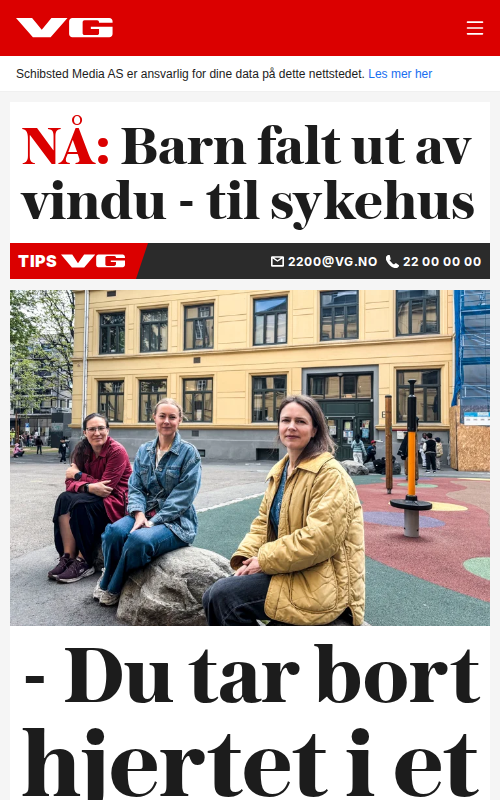 VG
Schibsted Media AS er ansvarlig for dine data på dette nettstedet. Les mer her
NÅ: Barn falt ut av
vindu - til sykehus
TIPS VG 2200@VG.NO 22 00 00 00
- Du tar bort
hjertet i et